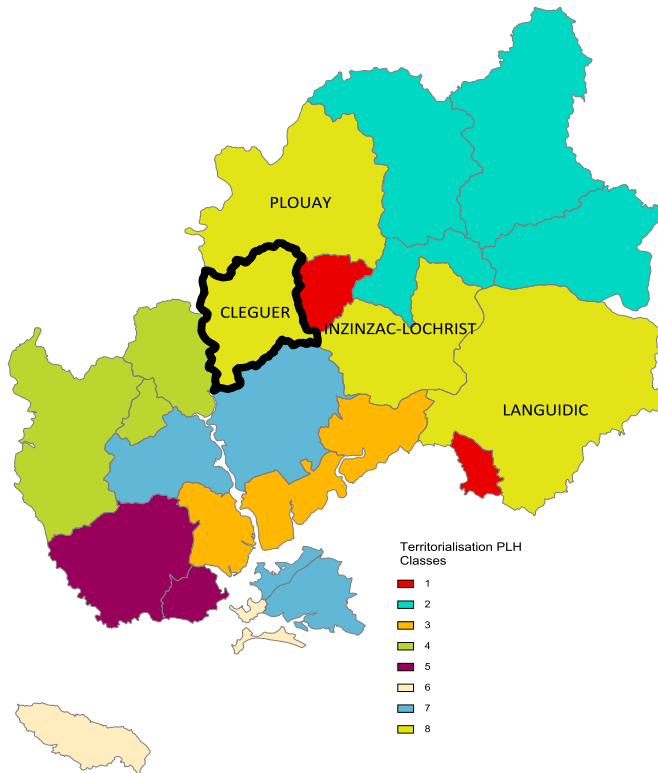 PLOUAY
CLEGUER
INZINZAC-LOCHRIST
LANGUIDIC
Territorialisation PLH
Classes
1
2
3
4
5
6
7
8